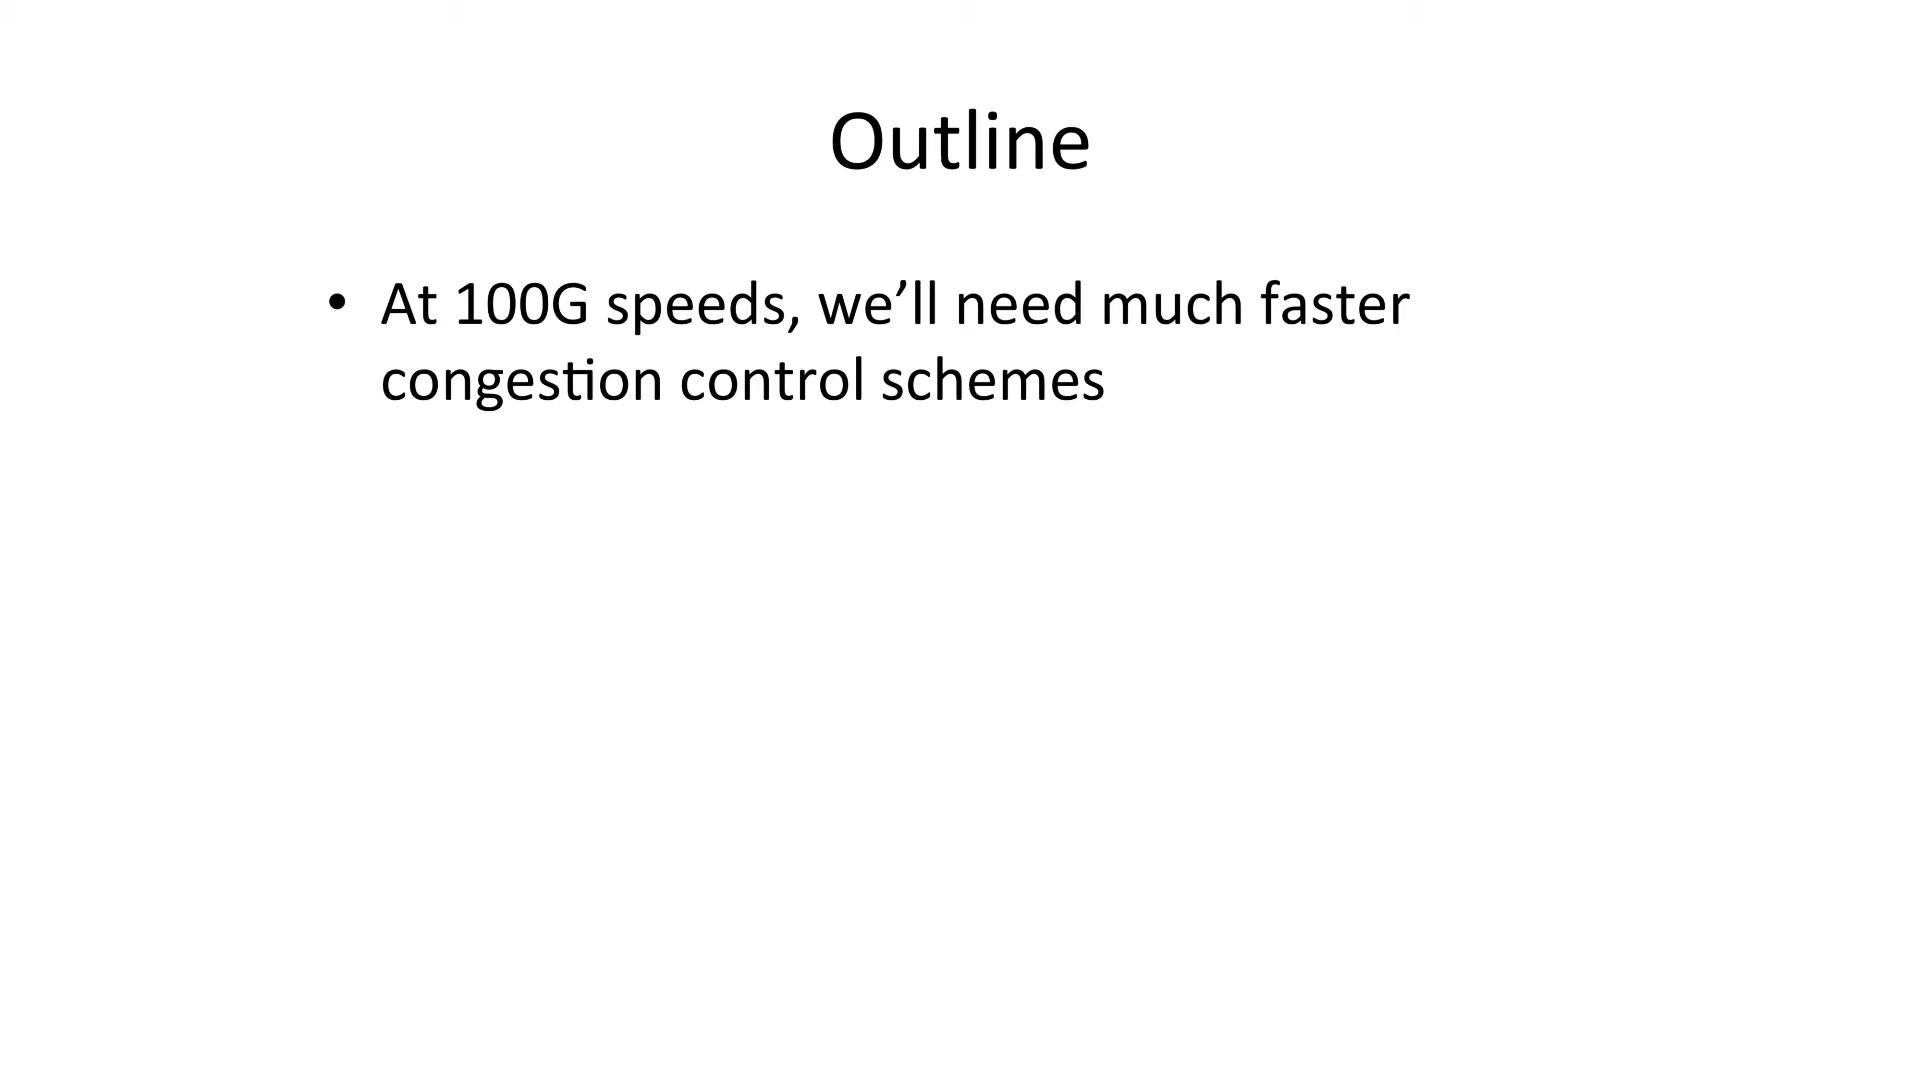 Outline
• At 100G speeds, we’ll need much faster
congestion control schemes